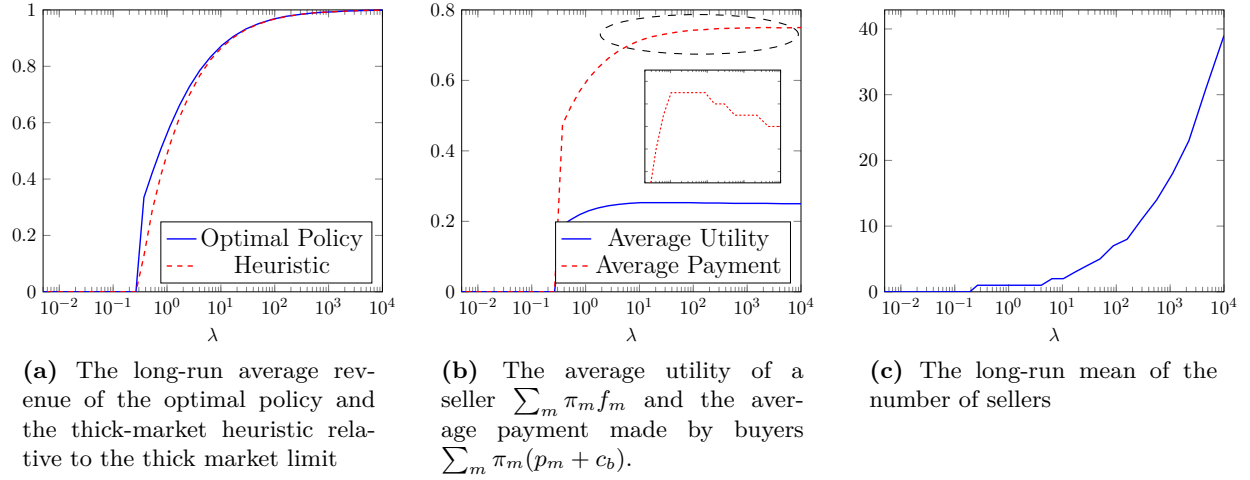 1
0.8
0.6
0.4
0.2
0
Optimal Policy
Heuristic
10^{-2} 10^{-1} 10^0 10^1 10^2 10^3 10^4
λ
(a) The long-run average rev-
enue of the optimal policy and
the thick-market heuristic rela-
tive to the thick market limit
0.8
0.6
0.4
0.2
0
Average Utility
Average Payment
10^{-2} 10^{-1} 10^0 10^1 10^2 10^3 10^4
λ
(b) The average utility of a
seller ∑_m π_m f_m and the aver-
age payment made by buyers
∑_m π_m(p_m + c_b).
40
30
20
10
0
10^{-2} 10^{-1} 10^0 10^1 10^2 10^3 10^4
λ
(c) The long-run mean of the
number of sellers